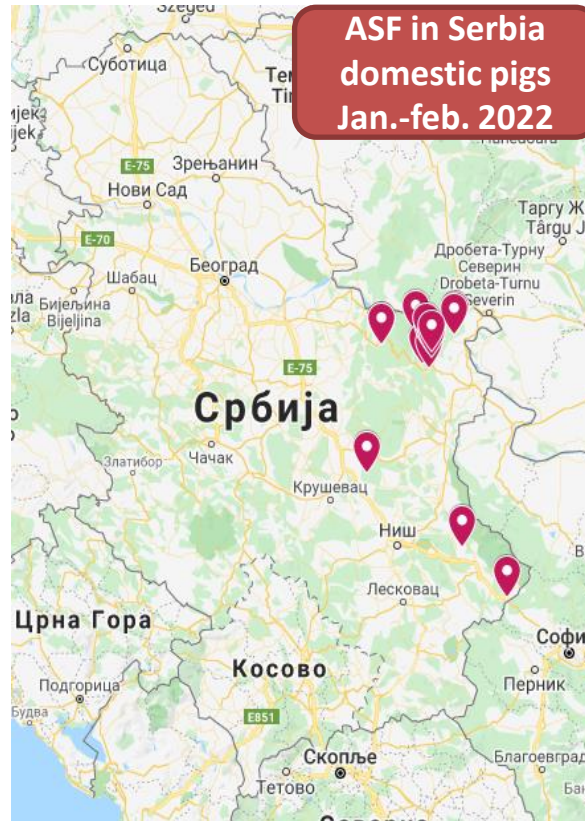 Szeged
ASF in Serbia
domestic pigs
Jan.-feb. 2022
Суботица
E-75
Зрењанин
Нови Сад
E-70
Таргу Ж
Târgu J
Београд
Дробета-Турну
Северин
Drobeta-Turnu
Severin
Шабац
Бијељина
Bijeljina
E-75
Србија
Златибор
Чачак
Крушевац
Ниш
Лесковац
Црна Гора
Софи
Косово
Перник
Подгорица
Будва
E851
Скопље
Благоевград
Тетово